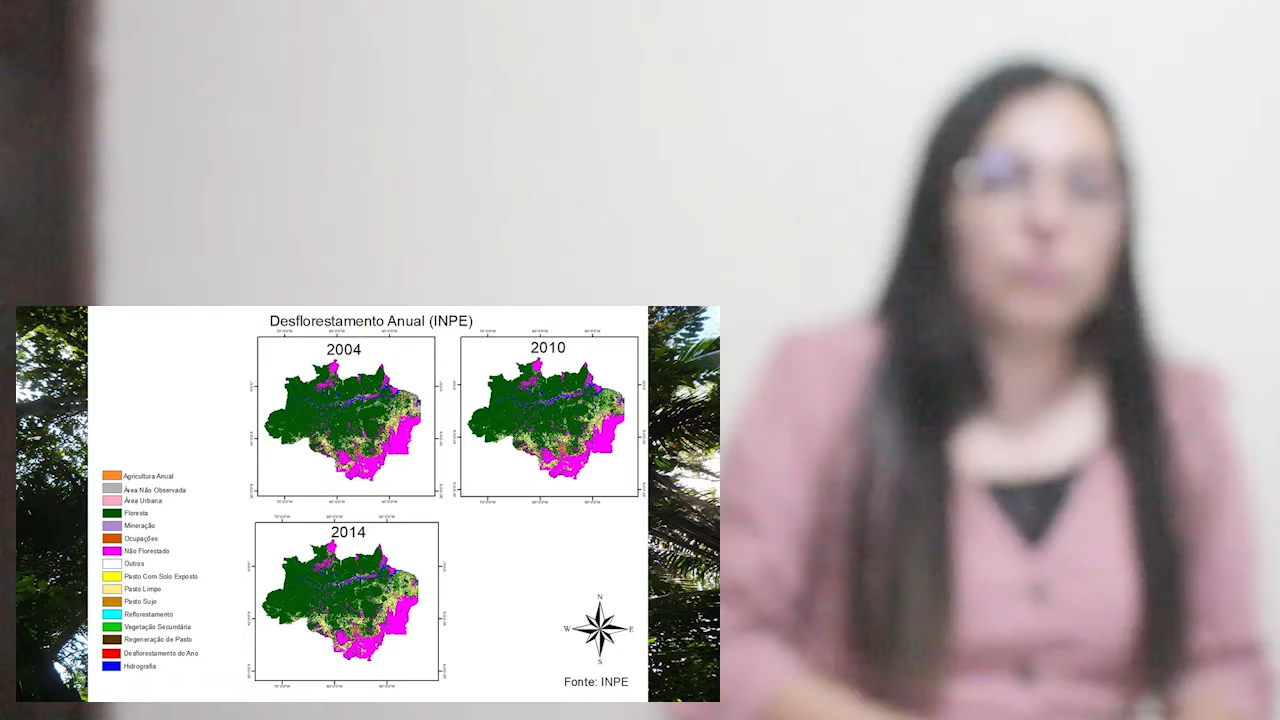 Desflorestamento Anual (INPE)
2004
2010
2014
Agricultura Anual
Área Não Observada
Área Urbana
Floresta
Mineração
Ocupações
Não Florestado
Outros
Pasto Com Solo Exposto
Pasto Limpo
Pasto Sujo
Reflorestamento
Vegetação Secundária
Regeneração de Pasto
Desflorestamento do Ano
Hidrografia
N
W
E
S
Fonte: INPE